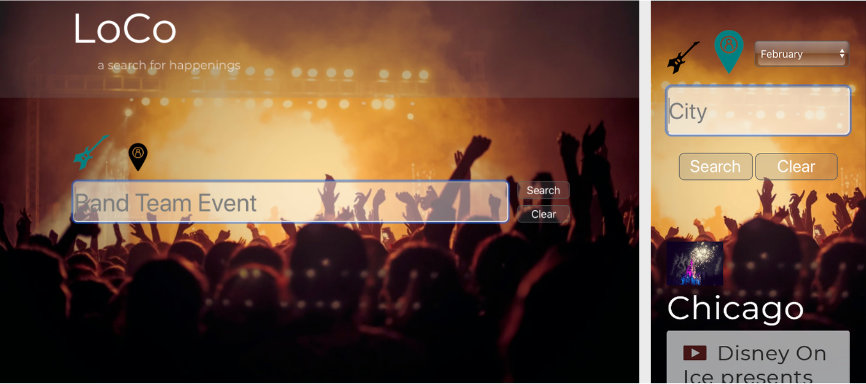 LoCo
a search for happenings
Band Team Event
Search
Clear
February
City
Search
Clear
Chicago
Disney On
Ice presents